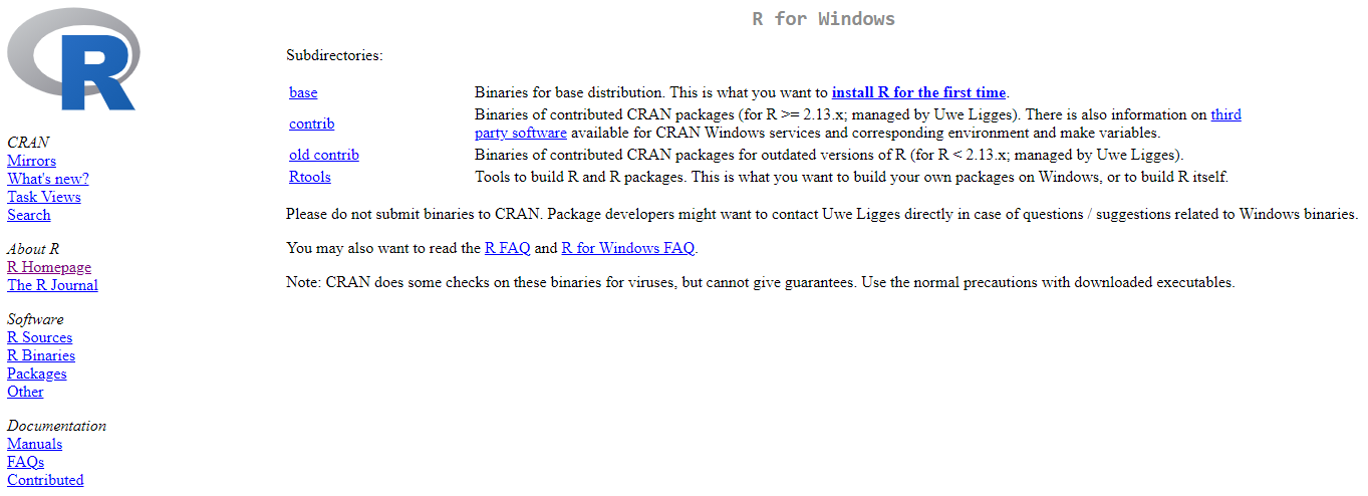 R
R for Windows
Subdirectories:
base Binaries for base distribution. This is what you want to install R for the first time.
contrib Binaries of contributed CRAN packages (for R >= 2.13.x; managed by Uwe Ligges). There is also information on third
party software available for CRAN Windows services and corresponding environment and make variables.
old contrib Binaries of contributed CRAN packages for outdated versions of R (for R < 2.13.x; managed by Uwe Ligges).
Rtools Tools to build R and R packages. This is what you want to build your own packages on Windows, or to build R itself.
Please do not submit binaries to CRAN. Package developers might want to contact Uwe Ligges directly in case of questions / suggestions related to Windows binaries.
You may also want to read the R FAQ and R for Windows FAQ.
Note: CRAN does some checks on these binaries for viruses, but cannot give guarantees. Use the normal precautions with downloaded executables.
CRAN
Mirrors
What's new?
Task Views
Search
About R
R Homepage
The R Journal
Software
R Sources
R Binaries
Packages
Other
Documentation
Manuals
FAQs
Contributed